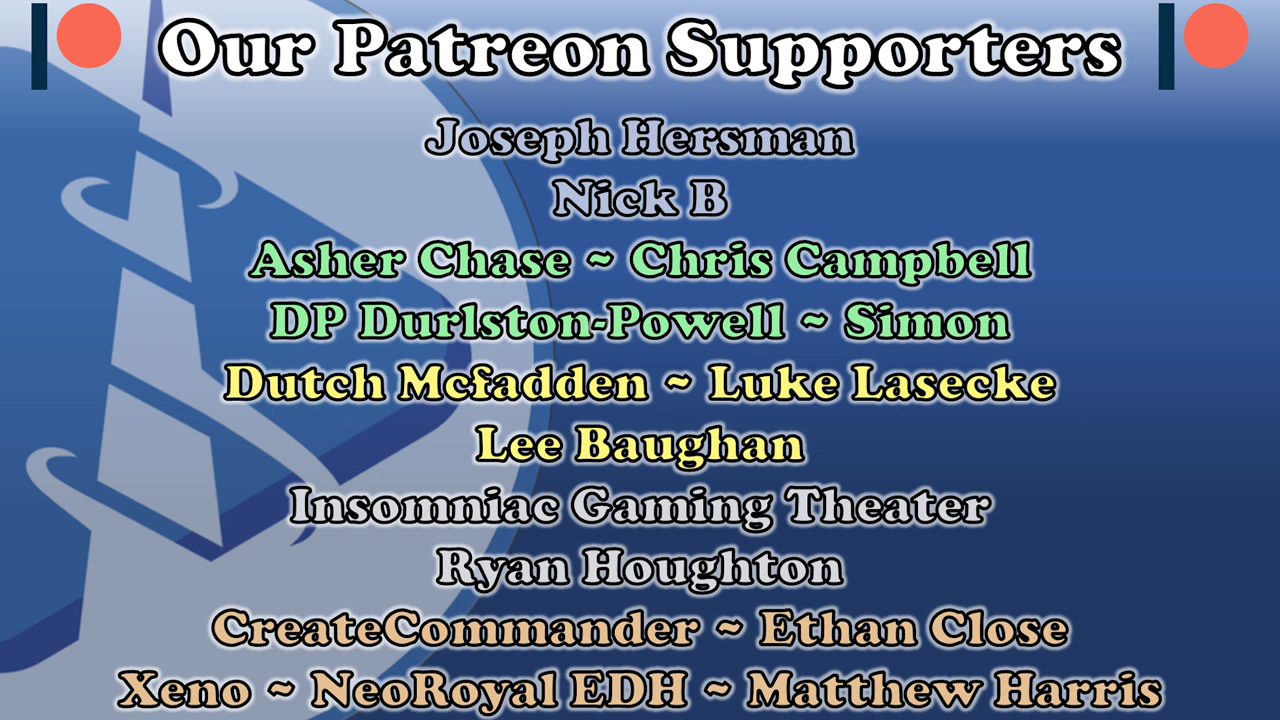 Our Patreon Supporters
Joseph Hersman
Nick B
Asher Chase ~ Chris Campbell
DP Durlston-Powell ~ Simon
Dutch Mcfadden ~ Luke Lasecke
Lee Baughan
Insomniac Gaming Theater
Ryan Houghton
CreateCommander ~ Ethan Close
Xeno ~ NeoRoyal EDH ~ Matthew Harris